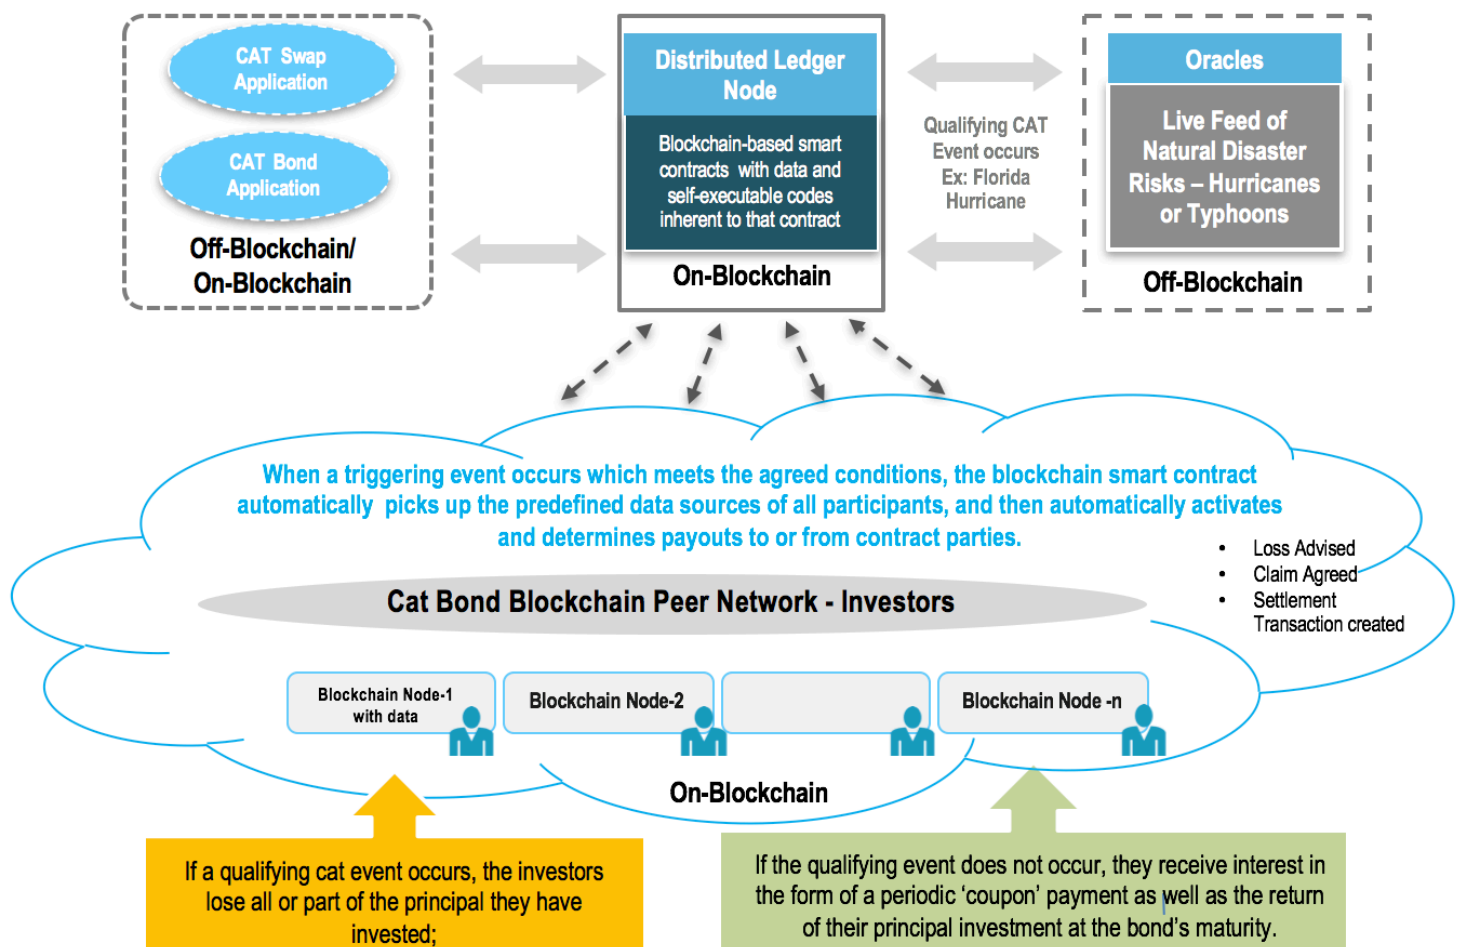 CAT Swap
Application
CAT Bond
Application
Off-Blockchain/
On-Blockchain
Distributed Ledger
Node
Blockchain-based smart
contracts with data and
self-executable codes
inherent to that contract
On-Blockchain
Qualifying CAT
Event occurs
Ex: Florida
Hurricane
Oracles
Live Feed of
Natural Disaster
Risks – Hurricanes
or Typhoons
Off-Blockchain
When a triggering event occurs which meets the agreed conditions, the blockchain smart contract
automatically picks up the predefined data sources of all participants, and then automatically activates
and determines payouts to or from contract parties.
• Loss Advised
• Claim Agreed
• Settlement
Transaction created
Cat Bond Blockchain Peer Network - Investors
Blockchain Node-1
with data
Blockchain Node-2
Blockchain Node -n
On-Blockchain
If a qualifying cat event occurs, the investors
lose all or part of the principal they have
invested;
If the qualifying event does not occur, they receive interest in
the form of a periodic ‘coupon’ payment as well as the return
of their principal investment at the bond’s maturity.